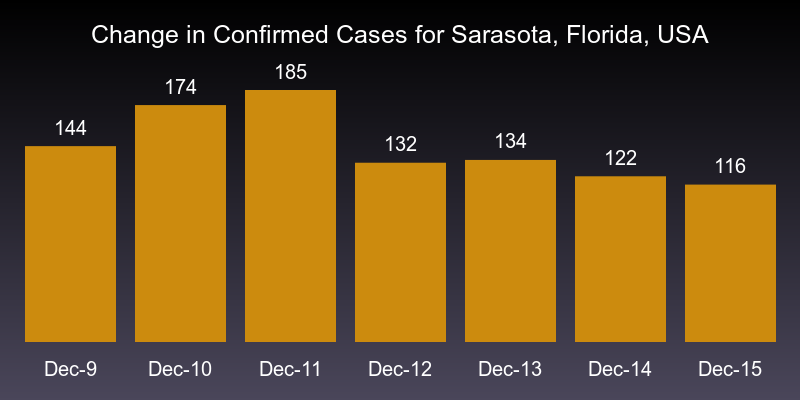 Change in Confirmed Cases for Sarasota, Florida, USA
144
174
185
132
134
122
116
Dec-9
Dec-10
Dec-11
Dec-12
Dec-13
Dec-14
Dec-15